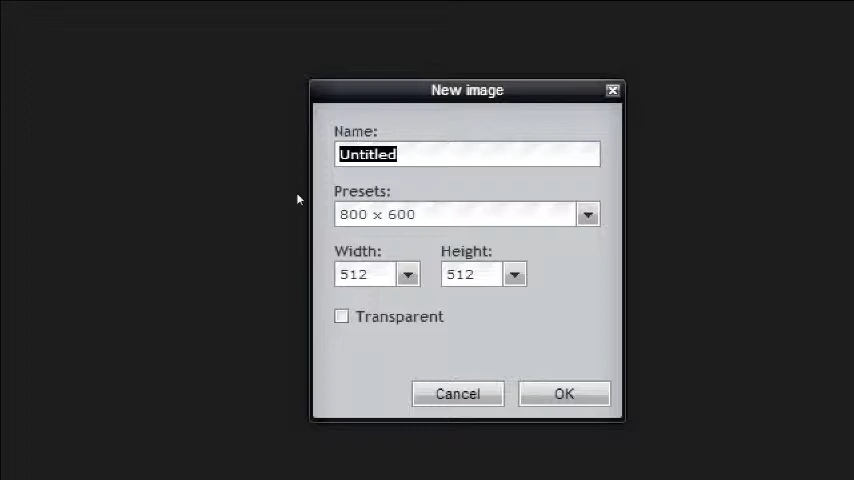 New image
Name:
Untitled
Presets:
800 x 600
Width: Height:
512 512
Transparent
Cancel OK